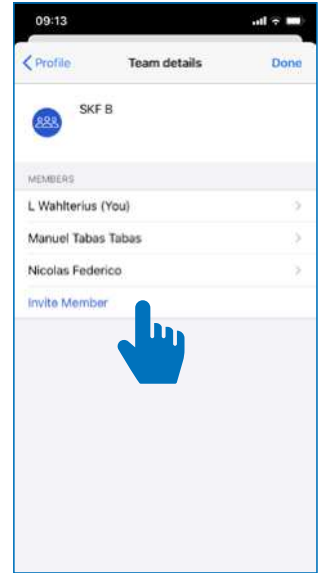 09:13
Profile
Team details
Done
SKF B
MEMBERS
L Wahlterius (You)
Manuel Tabas Tabas
Nicolas Federico
Invite Member